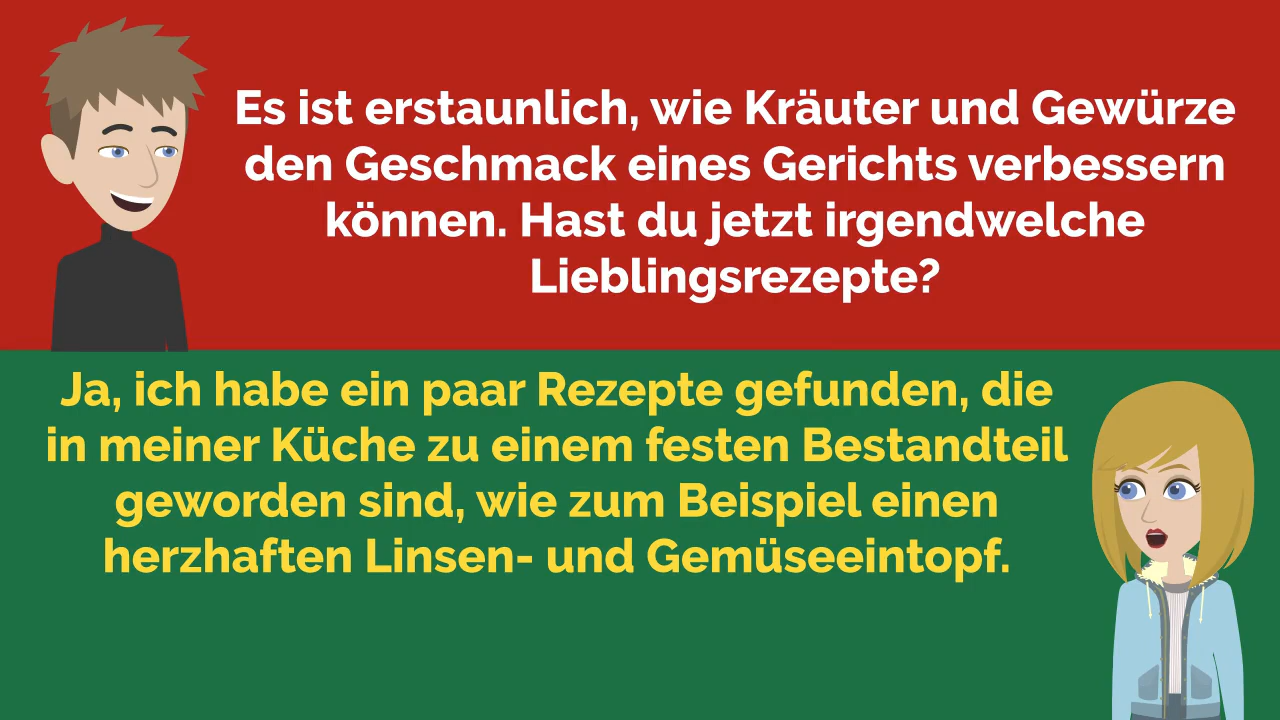 Es ist erstaunlich, wie Kräuter und Gewürze
den Geschmack eines Gerichts verbessern
können. Hast du jetzt irgendwelche
Lieblingsrezepte?
Ja, ich habe ein paar Rezepte gefunden, die
in meiner Küche zu einem festen Bestandteil
geworden sind, wie zum Beispiel einen
herzhaften Linsen- und Gemüseeintopf.